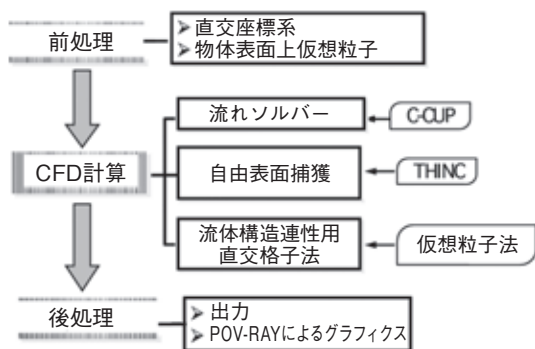 前処理
➢ 直交座標系
➢ 物体表面上仮想粒子
流れソルバー
C-CUP
CFD計算
自由表面捕獲
THINC
流体構造連性用
直交格子法
仮想粒子法
後処理
➢ 出力
➢ POV-RAYによるグラフィクス